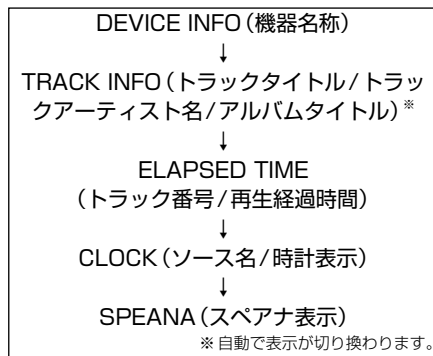 DEVICE INFO(機器名称)
↓
TRACK INFO(トラックタイトル/トラッ
クアーティスト名/アルバムタイトル)※
↓
ELAPSED TIME
(トラック番号/再生経過時間)
↓
CLOCK(ソース名/時計表示)
↓
SPEANA(スペアナ表示)
※自動で表示が切り換わります。